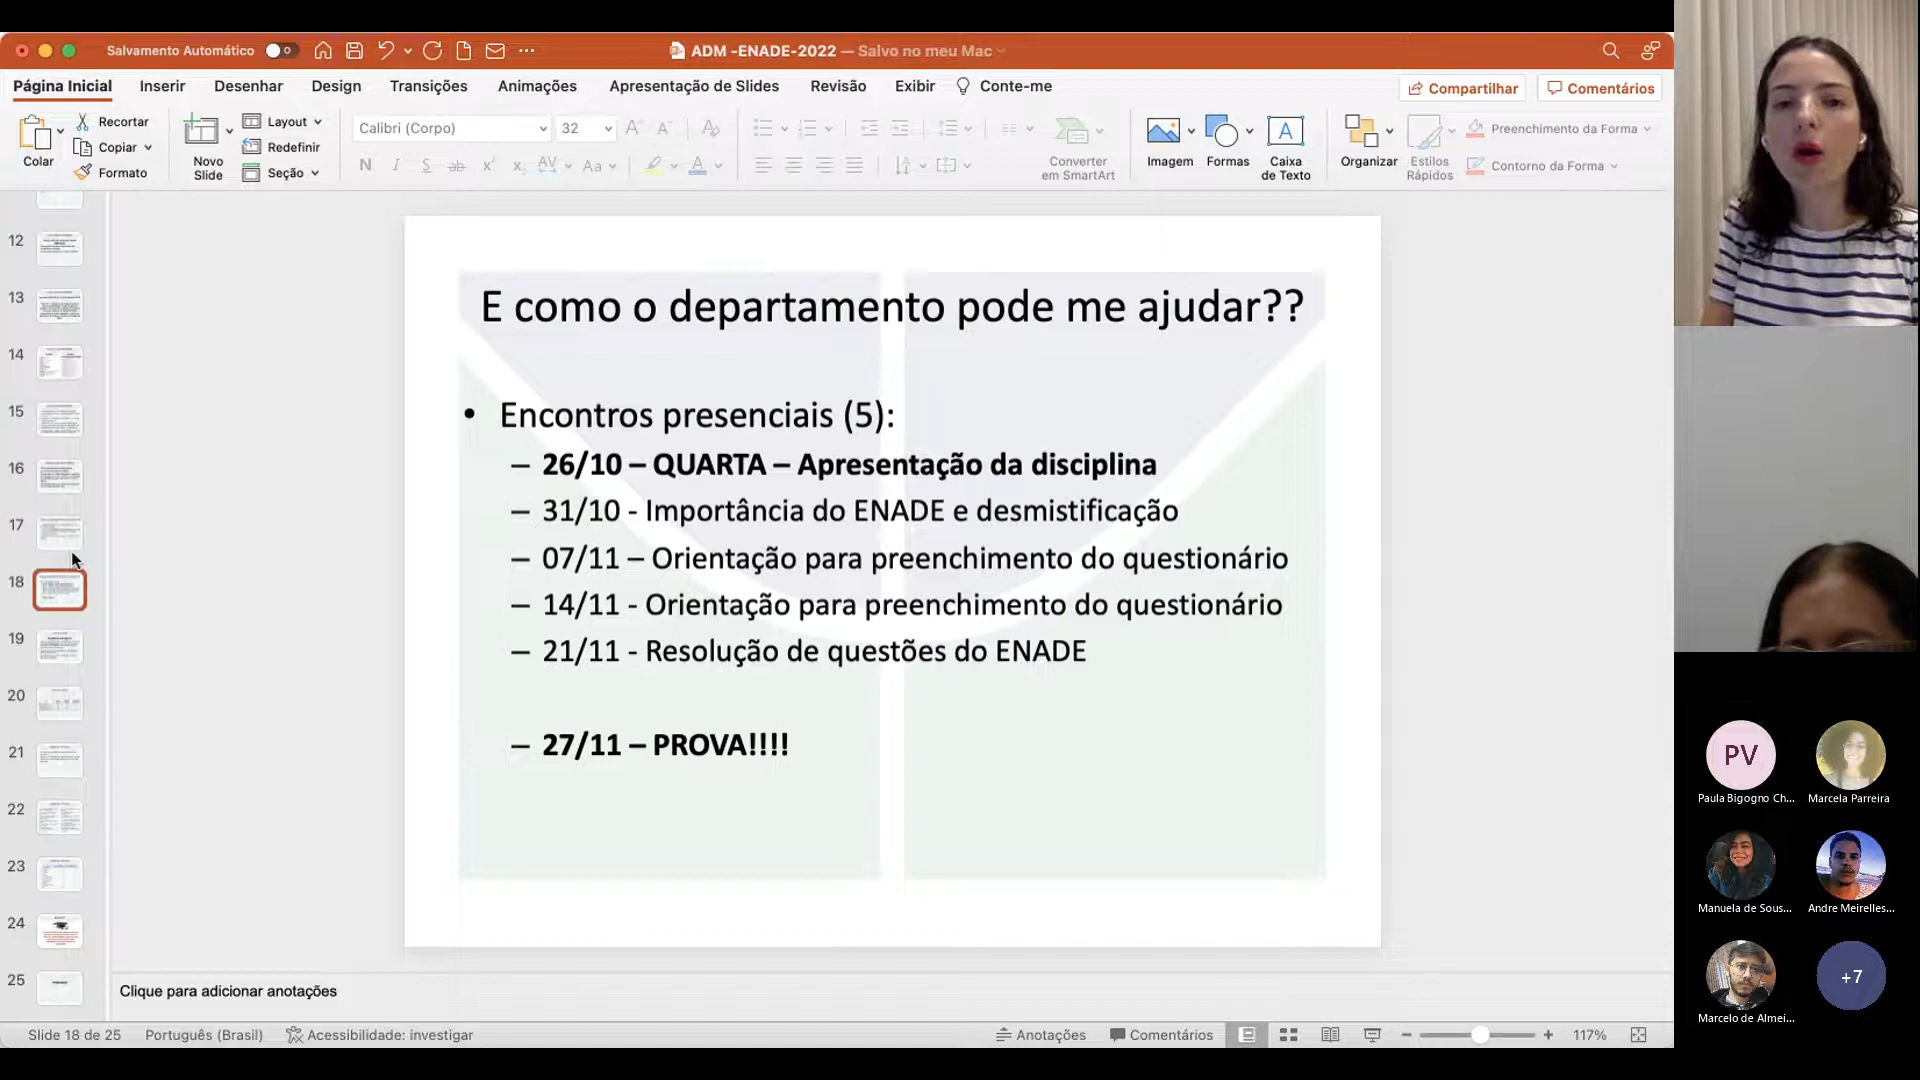 Salvamento Automático
ADM -ENADE-2022 — Salvo no meu Mac
Página Inicial Inserir Desenhar Design Transições Animações Apresentação de Slides Revisão Exibir Conte-me Compartilhar Comentários
Colar
Recortar
Copiar
Formato
Novo Slide
Layout
Redefinir
Seção
Calibri (Corpo) 32
Converter em SmartArt
Imagem
Formas
Caixa de Texto
Organizar
Estilos Rápidos
Preenchimento da Forma
Contorno da Forma
12
13
14
15
16
17
18
19
20
21
22
23
24
25
E como o departamento pode me ajudar??
• Encontros presenciais (5):
– 26/10 – QUARTA – Apresentação da disciplina
– 31/10 - Importância do ENADE e desmistificação
– 07/11 – Orientação para preenchimento do questionário
– 14/11 - Orientação para preenchimento do questionário
– 21/11 - Resolução de questões do ENADE
– 27/11 – PROVA!!!!
Clique para adicionar anotações
Slide 18 de 25 Português (Brasil) Acessibilidade: investigar Anotações Comentários 117%
PV
Paula Bigogno Ch...
Marcela Parreira
Manuela de Sous...
Andre Meirelles...
Marcelo de Almei...
+7